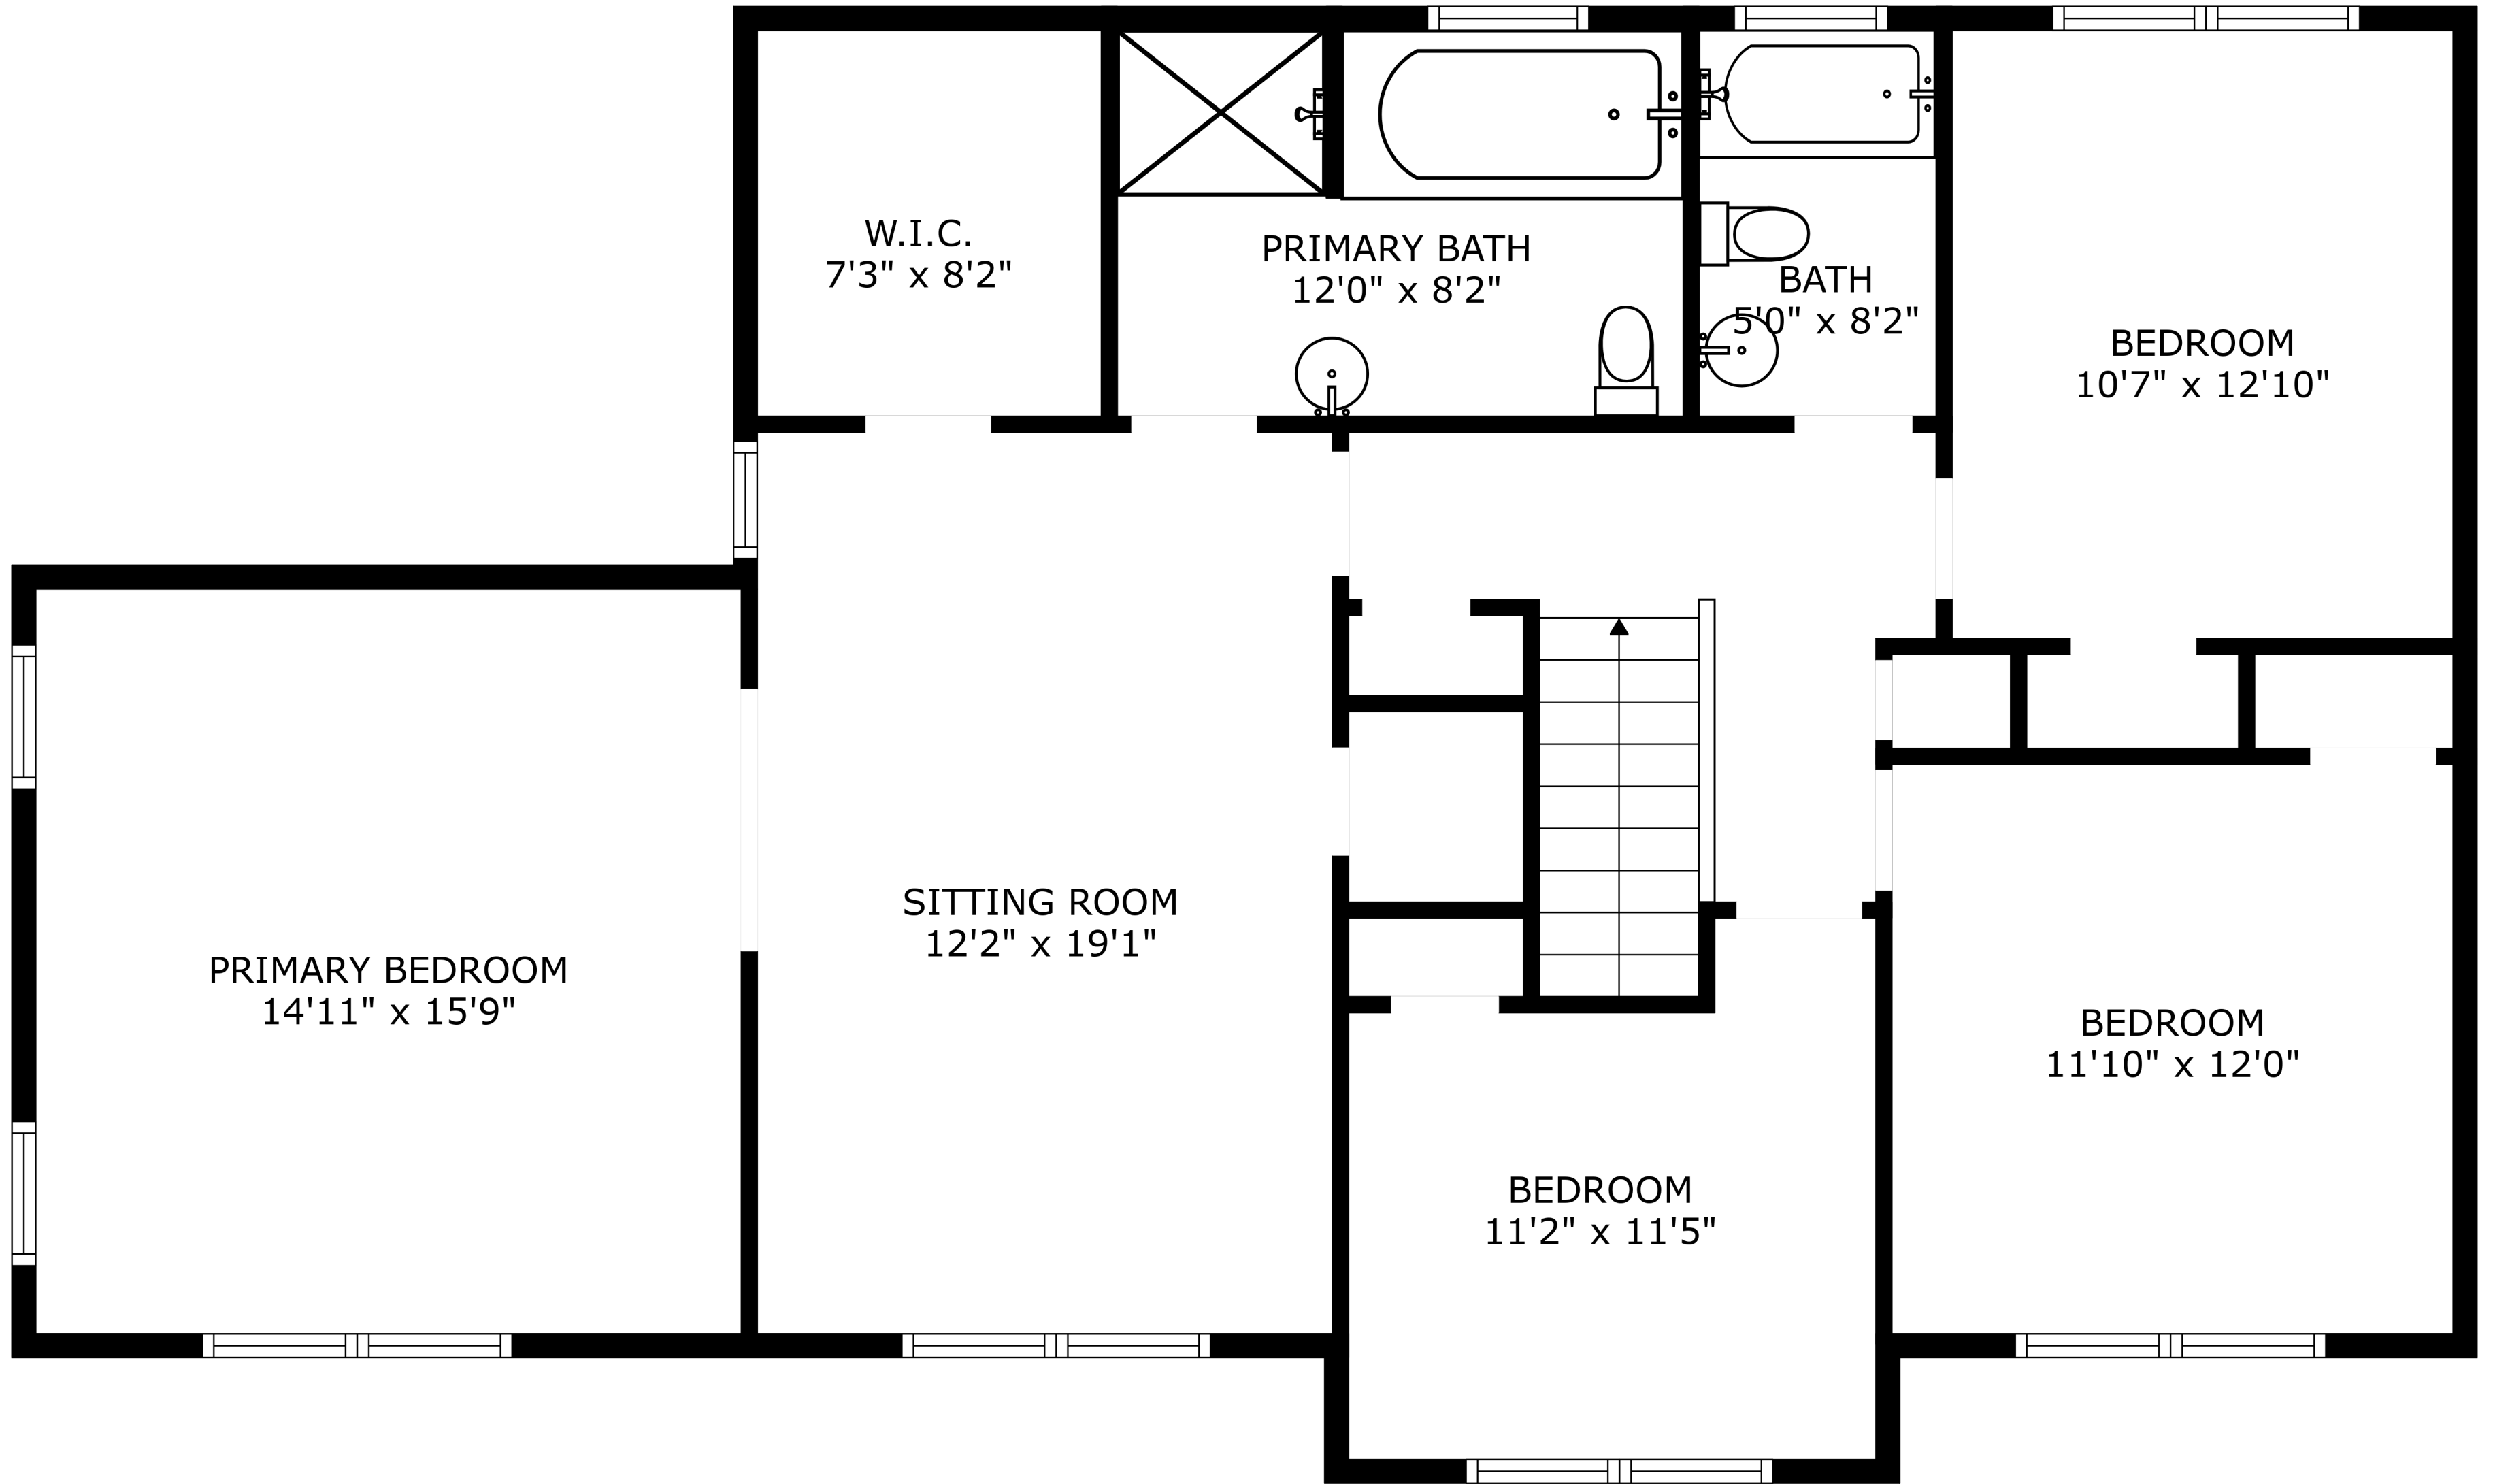 W.I.C.
7'3" x 8'2"
PRIMARY BATH
12'0" x 8'2"
BATH
5'0" x 8'2"
BEDROOM
10'7" x 12'10"
SITTING ROOM
12'2" x 19'1"
PRIMARY BEDROOM
14'11" x 15'9"
BEDROOM
11'10" x 12'0"
BEDROOM
11'2" x 11'5"